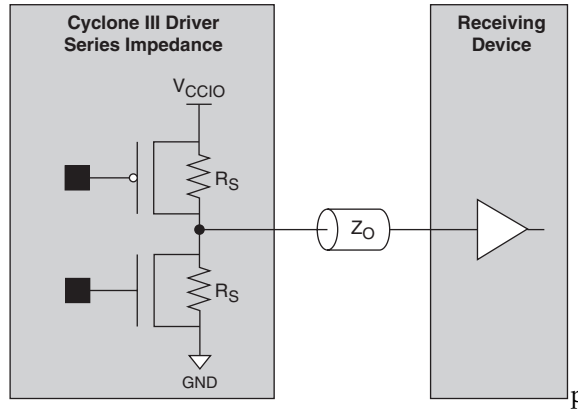 Cyclone III Driver
Series Impedance
Receiving
Device
VCCIO
RS
ZO
RS
GND
p